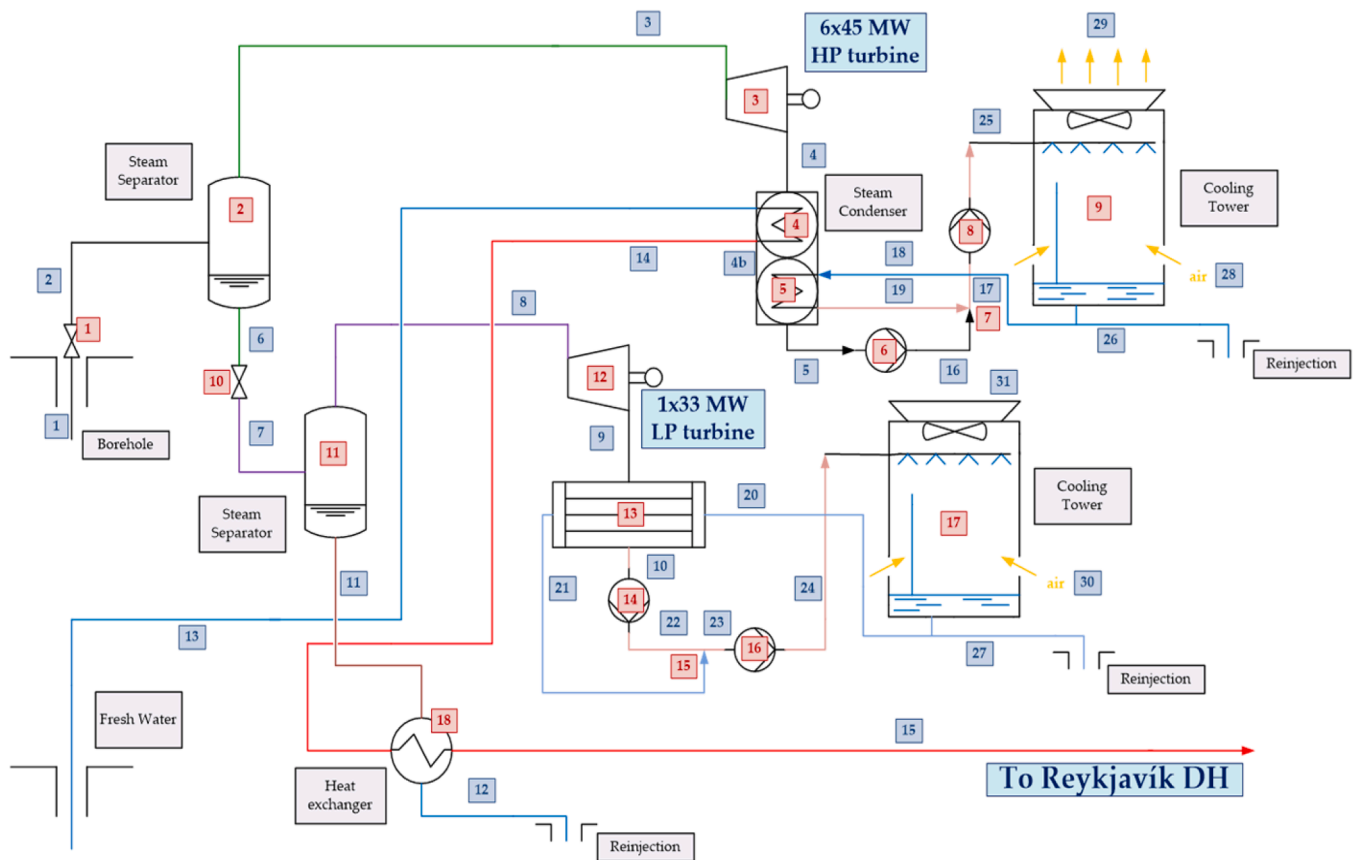 3
6x45 MW
HP turbine
29
3
25
Steam
Separator
4
2
Steam
Condenser
8
9
Cooling
Tower
4
14
4b
18
2
8
5
19
17
air 28
1
7
6
6
26
10
12
5
16
31
Reinjection
1
7
1x33 MW
LP turbine
Borehole
11
9
Cooling
Tower
20
13
17
Steam
Separator
10
11
21
24
air 30
14
22
23
13
16
15
27
Reinjection
Fresh Water
18
15
Heat
exchanger
12
To Reykjavík DH
Reinjection